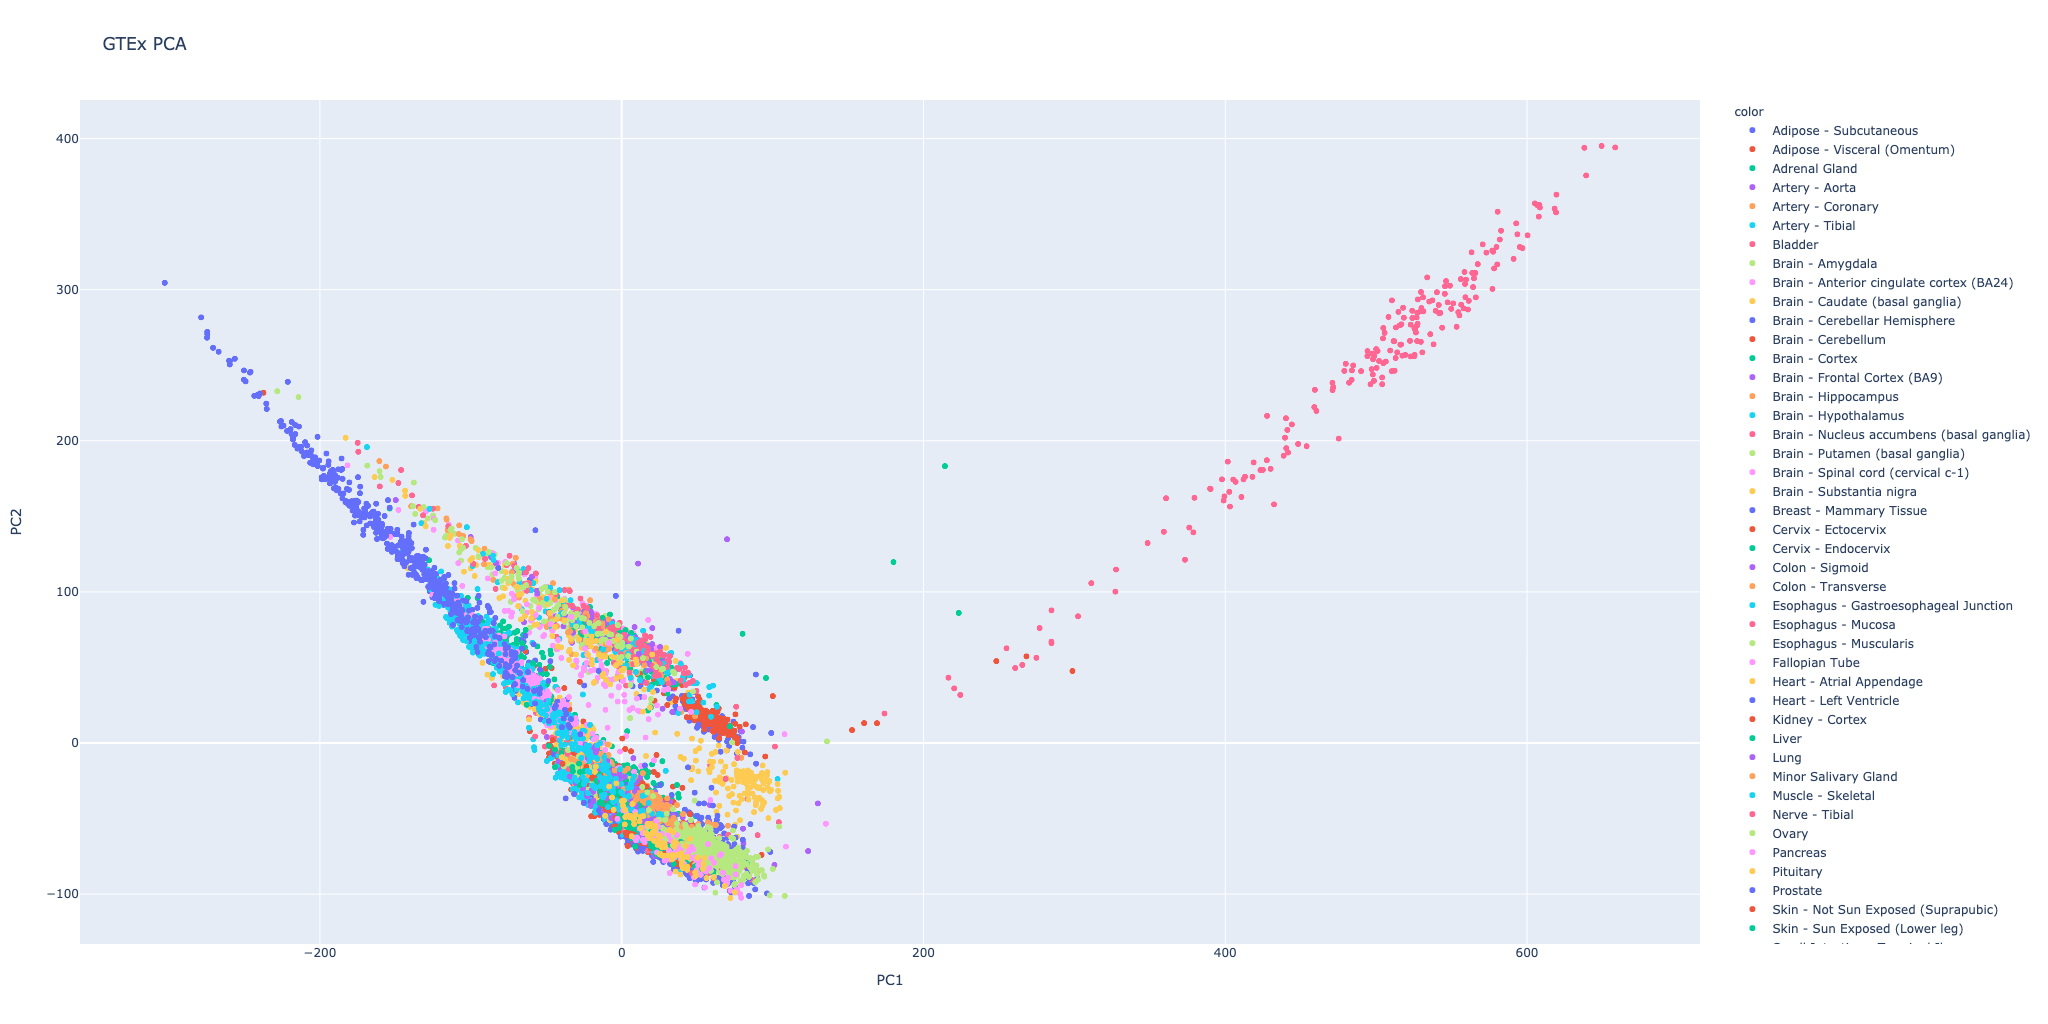 GTEx PCA
color
Adipose - Subcutaneous
Adipose - Visceral (Omentum)
Adrenal Gland
Artery - Aorta
Artery - Coronary
Artery - Tibial
Bladder
Brain - Amygdala
Brain - Anterior cingulate cortex (BA24)
Brain - Caudate (basal ganglia)
Brain - Cerebellar Hemisphere
Brain - Cerebellum
Brain - Cortex
Brain - Frontal Cortex (BA9)
Brain - Hippocampus
Brain - Hypothalamus
Brain - Nucleus accumbens (basal ganglia)
Brain - Putamen (basal ganglia)
Brain - Spinal cord (cervical c-1)
Brain - Substantia nigra
Breast - Mammary Tissue
Cervix - Ectocervix
Cervix - Endocervix
Colon - Sigmoid
Colon - Transverse
Esophagus - Gastroesophageal Junction
Esophagus - Mucosa
Esophagus - Muscularis
Fallopian Tube
Heart - Atrial Appendage
Heart - Left Ventricle
Kidney - Cortex
Liver
Lung
Minor Salivary Gland
Muscle - Skeletal
Nerve - Tibial
Ovary
Pancreas
Pituitary
Prostate
Skin - Not Sun Exposed (Suprapubic)
Skin - Sun Exposed (Lower leg)
400
300
200
100
0
−100
PC2
−200
0
200
400
600
PC1